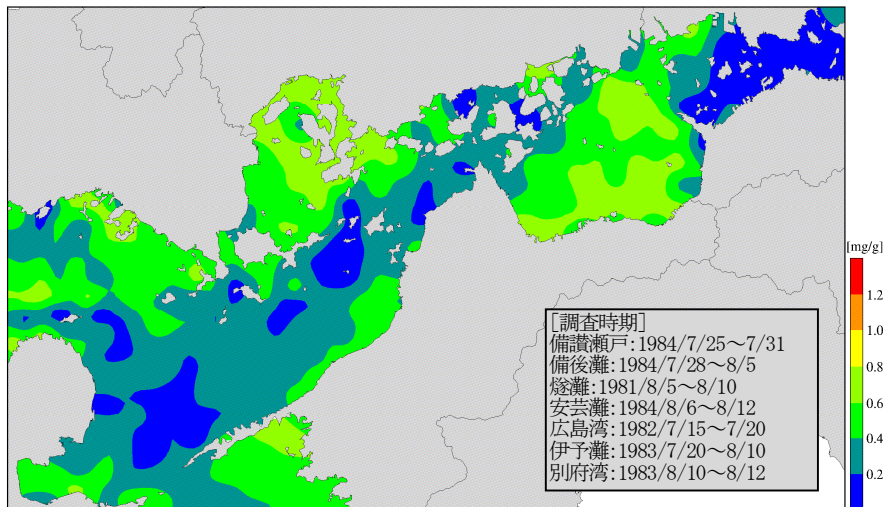 [mg/g]
1.2
1.0
0.8
0.6
0.4
0.2
[調査時期]
備讃瀬戸:1984/7/25～7/31
備後灘:1984/7/28～8/5
燧灘:1981/8/5～8/10
安芸灘:1984/8/6～8/12
広島湾:1982/7/15～7/20
伊予灘:1983/7/20～8/10
別府湾:1983/8/10～8/12